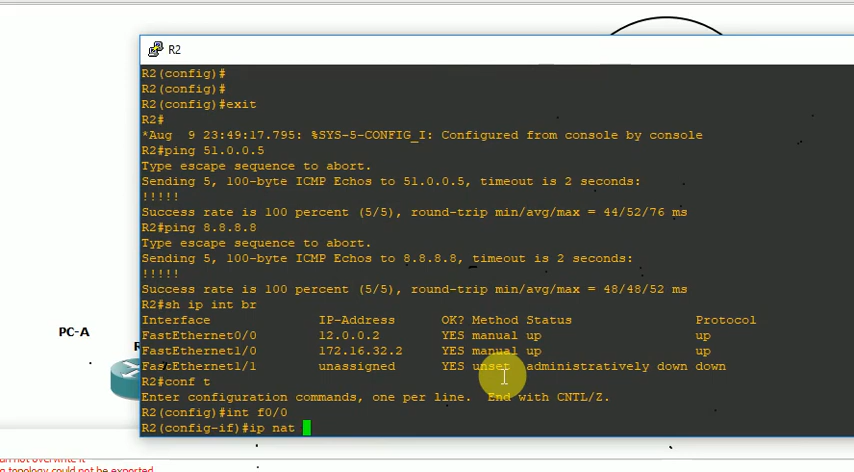 R2
R2(config)#
R2(config)#
R2(config)#exit
R2#
*Aug  9 23:49:17.795: %SYS-5-CONFIG_I: Configured from console by console
R2#ping 51.0.0.5
Type escape sequence to abort.
Sending 5, 100-byte ICMP Echos to 51.0.0.5, timeout is 2 seconds:
!!!!!
Success rate is 100 percent (5/5), round-trip min/avg/max = 44/52/76 ms
R2#ping 8.8.8.8
Type escape sequence to abort.
Sending 5, 100-byte ICMP Echos to 8.8.8.8, timeout is 2 seconds:
!!!!!
Success rate is 100 percent (5/5), round-trip min/avg/max = 48/48/52 ms
R2#sh ip int br
Interface IP-Address OK? Method Status Protocol
FastEthernet0/0 12.0.0.2 YES manual up up
FastEthernet1/0 172.16.32.2 YES manual up up
FastEthernet1/1 unassigned YES unset administratively down down
R2#conf t
Enter configuration commands, one per line.  End with CNTL/Z.
R2(config)#int f0/0
R2(config-if)#ip nat
PC-A
R
not overwrite it
topology could not be exported